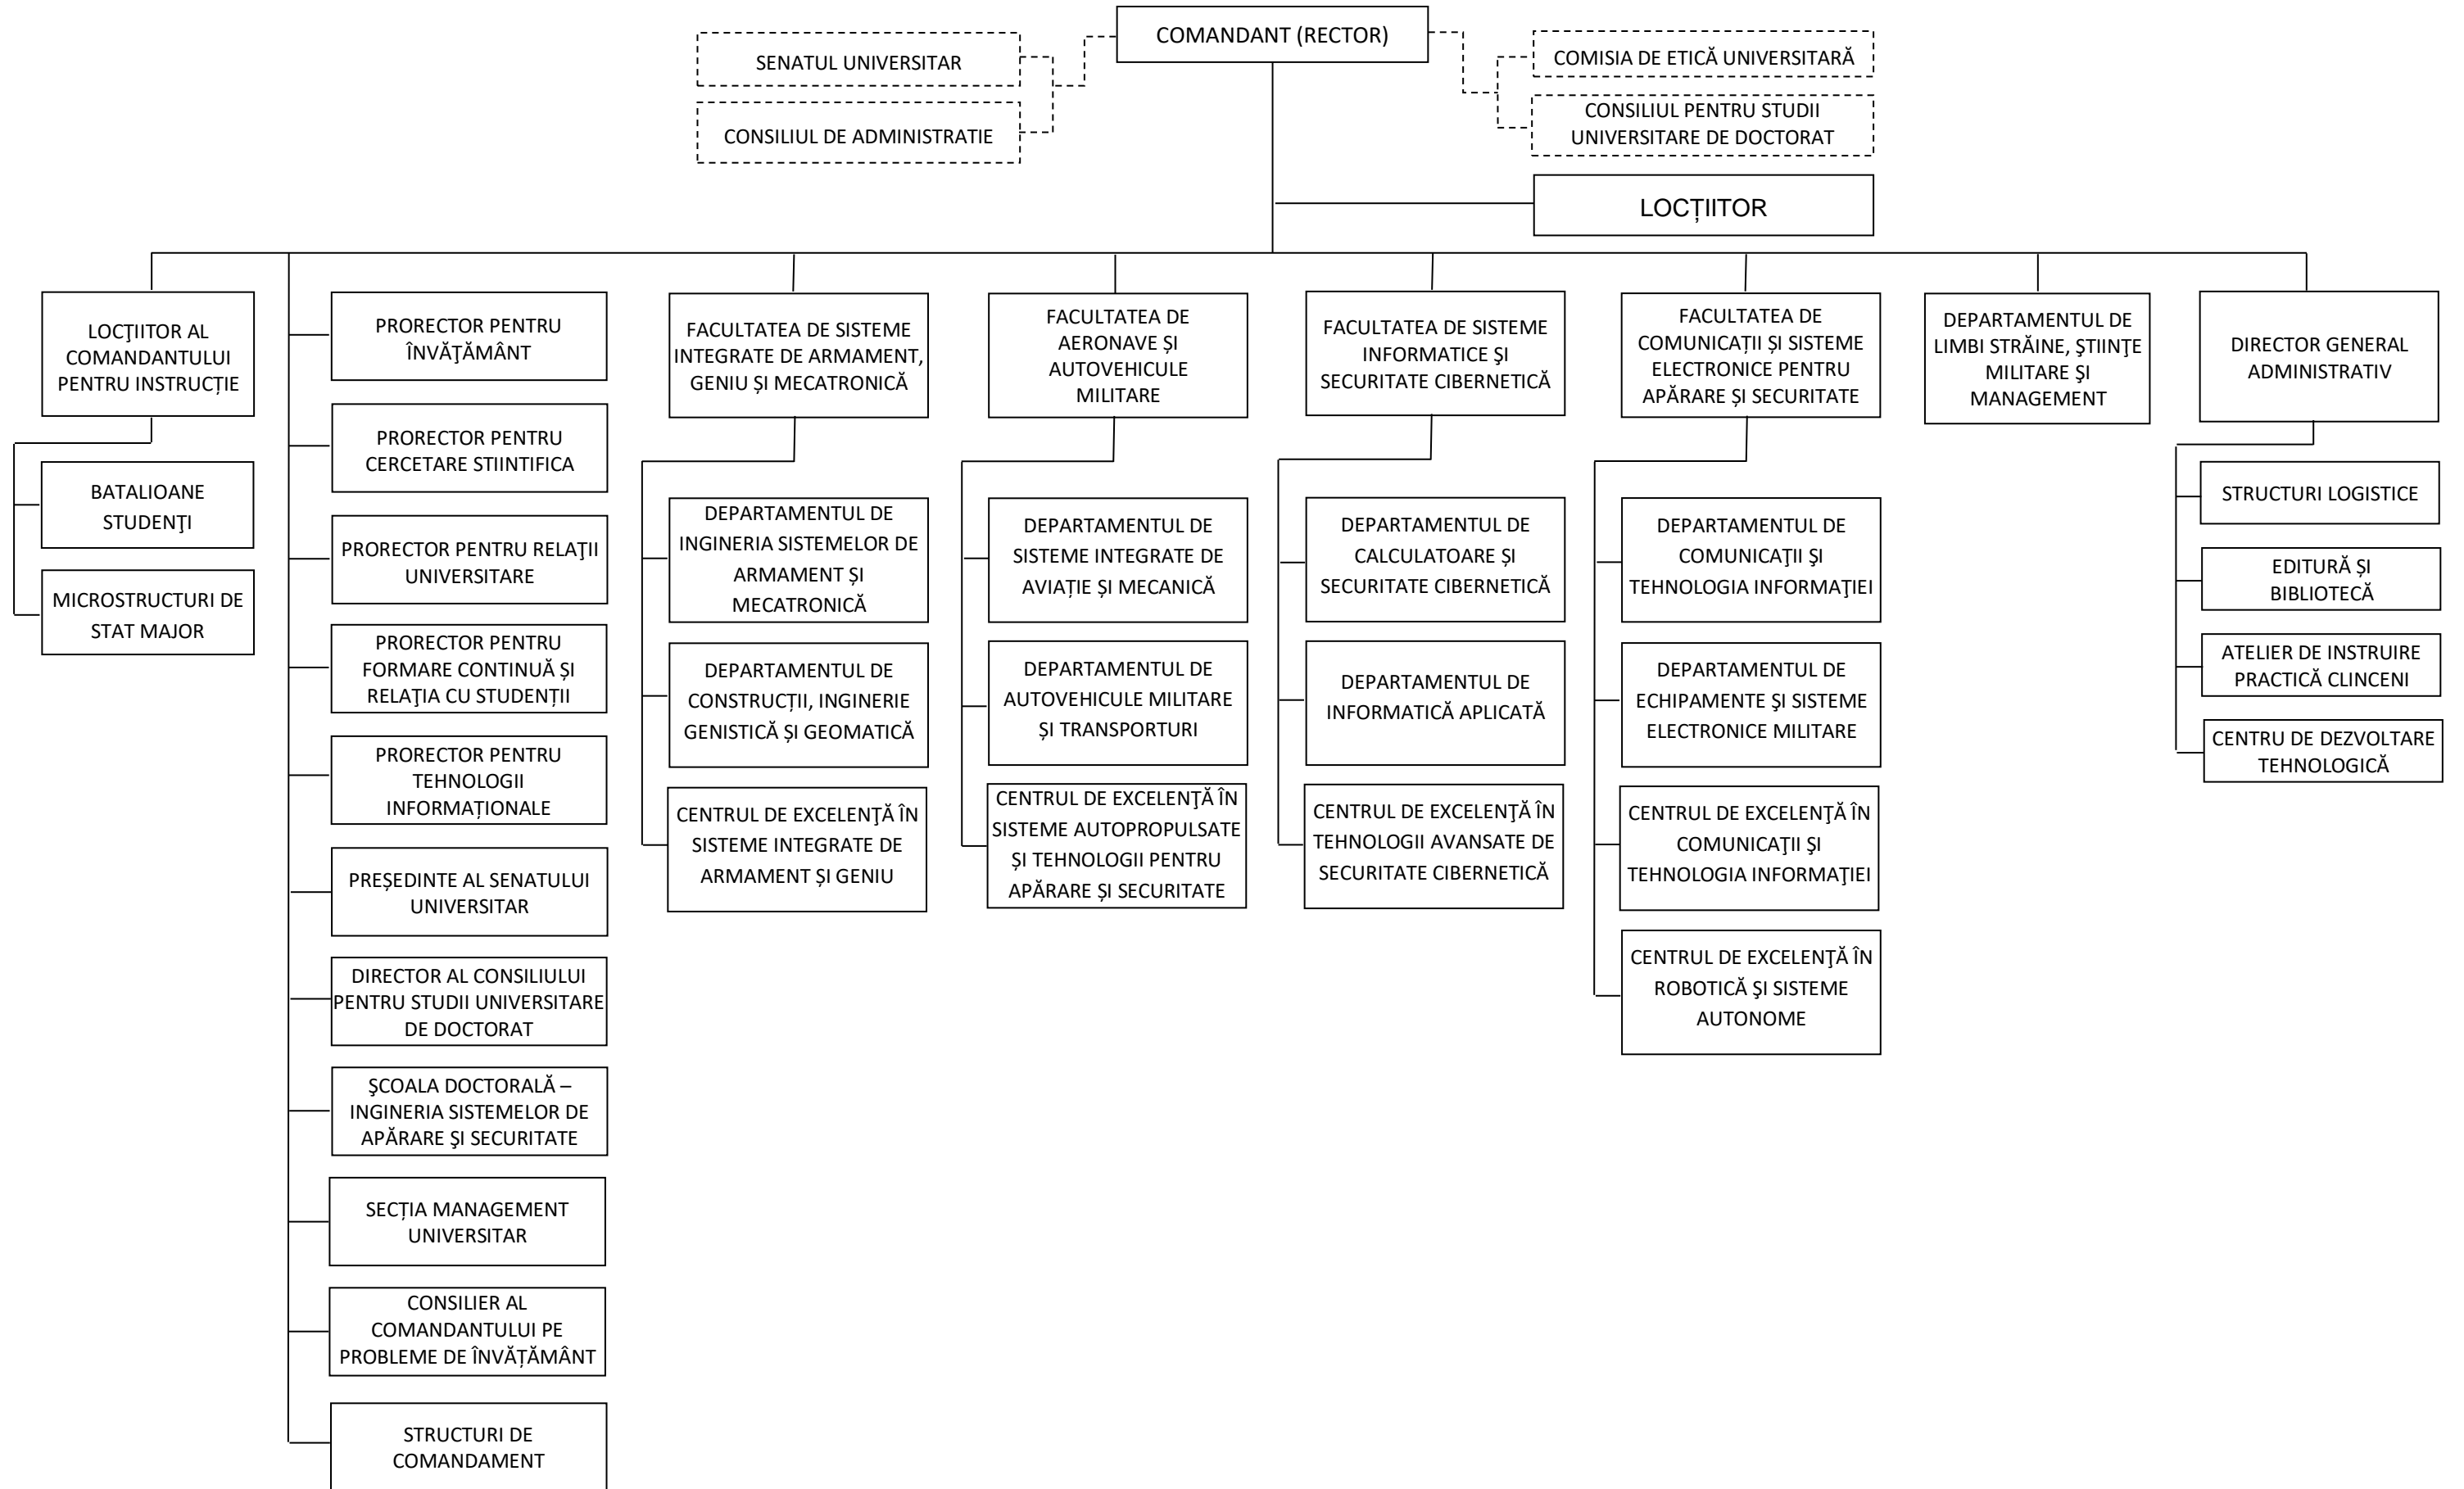 COMANDANT (RECTOR)
SENATUL UNIVERSITAR
CONSILIUL DE ADMINISTRATIE
COMISIA DE ETICĂ UNIVERSITARĂ
CONSILIUL PENTRU STUDII
UNIVERSITARE DE DOCTORAT
LOCȚIITOR
LOCŢIITOR AL
COMANDANTULUI
PENTRU INSTRUCȚIE
BATALIOANE
STUDENŢI
MICROSTRUCTURI DE
STAT MAJOR
PRORECTOR PENTRU
ÎNVĂŢĂMÂNT
PRORECTOR PENTRU
CERCETARE STIINTIFICA
PRORECTOR PENTRU RELAŢII
UNIVERSITARE
PRORECTOR PENTRU
FORMARE CONTINUĂ ȘI
RELAŢIA CU STUDENȚII
PRORECTOR PENTRU
TEHNOLOGII
INFORMAȚIONALE
PREȘEDINTE AL SENATULUI
UNIVERSITAR
DIRECTOR AL CONSILIULUI
PENTRU STUDII UNIVERSITARE
DE DOCTORAT
ŞCOALA DOCTORALĂ –
INGINERIA SISTEMELOR DE
APĂRARE ŞI SECURITATE
SECȚIA MANAGEMENT
UNIVERSITAR
CONSILIER AL
COMANDANTULUI PE
PROBLEME DE ÎNVĂȚĂMÂNT
STRUCTURI DE
COMANDAMENT
FACULTATEA DE SISTEME
INTEGRATE DE ARMAMENT,
GENIU ȘI MECATRONICĂ
DEPARTAMENTUL DE
INGINERIA SISTEMELOR DE
ARMAMENT ȘI
MECATRONICĂ
DEPARTAMENTUL DE
CONSTRUCȚII, INGINERIE
GENISTICĂ ȘI GEOMATICĂ
CENTRUL DE EXCELENŢĂ ÎN
SISTEME INTEGRATE DE
ARMAMENT ȘI GENIU
FACULTATEA DE
AERONAVE ȘI
AUTOVEHICULE
MILITARE
DEPARTAMENTUL DE
SISTEME INTEGRATE DE
AVIAȚIE ȘI MECANICĂ
DEPARTAMENTUL DE
AUTOVEHICULE MILITARE
ȘI TRANSPORTURI
CENTRUL DE EXCELENŢĂ ÎN
SISTEME AUTOPROPULSATE
ȘI TEHNOLOGII PENTRU
APĂRARE ȘI SECURITATE
FACULTATEA DE SISTEME
INFORMATICE ŞI
SECURITATE CIBERNETICĂ
DEPARTAMENTUL DE
CALCULATOARE ȘI
SECURITATE CIBERNETICĂ
DEPARTAMENTUL DE
INFORMATICĂ APLICATĂ
CENTRUL DE EXCELENŢĂ ÎN
TEHNOLOGII AVANSATE DE
SECURITATE CIBERNETICĂ
FACULTATEA DE
COMUNICAȚII ȘI SISTEME
ELECTRONICE PENTRU
APĂRARE ȘI SECURITATE
DEPARTAMENTUL DE
COMUNICAŢII ŞI
TEHNOLOGIA INFORMAŢIEI
DEPARTAMENTUL DE
ECHIPAMENTE ŞI SISTEME
ELECTRONICE MILITARE
CENTRUL DE EXCELENŢĂ ÎN
COMUNICAŢII ŞI
TEHNOLOGIA INFORMAŢIEI
CENTRUL DE EXCELENŢĂ ÎN
ROBOTICĂ ŞI SISTEME
AUTONOME
DEPARTAMENTUL DE
LIMBI STRĂINE, ŞTIINŢE
MILITARE ŞI
MANAGEMENT
DIRECTOR GENERAL
ADMINISTRATIV
STRUCTURI LOGISTICE
EDITURĂ ȘI
BIBLIOTECĂ
ATELIER DE INSTRUIRE
PRACTICĂ CLINCENI
CENTRU DE DEZVOLTARE
TEHNOLOGICĂ